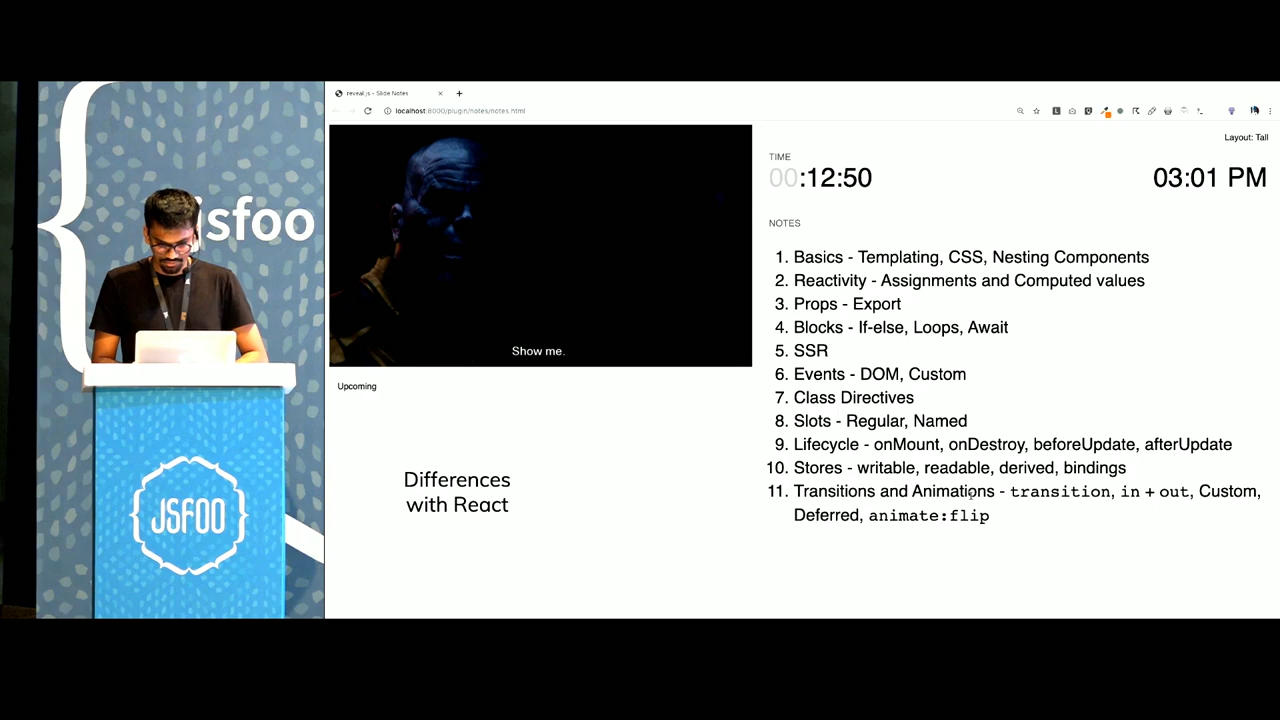 jsfoo
JSFOO
reveal.js - Slide Notes
localhost:8000/plugin/notes/notes.html
Show me.
Upcoming
Differences
with React
Layout: Tall
TIME
00:12:50
03:01 PM
NOTES
1. Basics - Templating, CSS, Nesting Components
2. Reactivity - Assignments and Computed values
3. Props - Export
4. Blocks - If-else, Loops, Await
5. SSR
6. Events - DOM, Custom
7. Class Directives
8. Slots - Regular, Named
9. Lifecycle - onMount, onDestroy, beforeUpdate, afterUpdate
10. Stores - writable, readable, derived, bindings
11. Transitions and Animations - transition, in + out, Custom,
Deferred, animate:flip